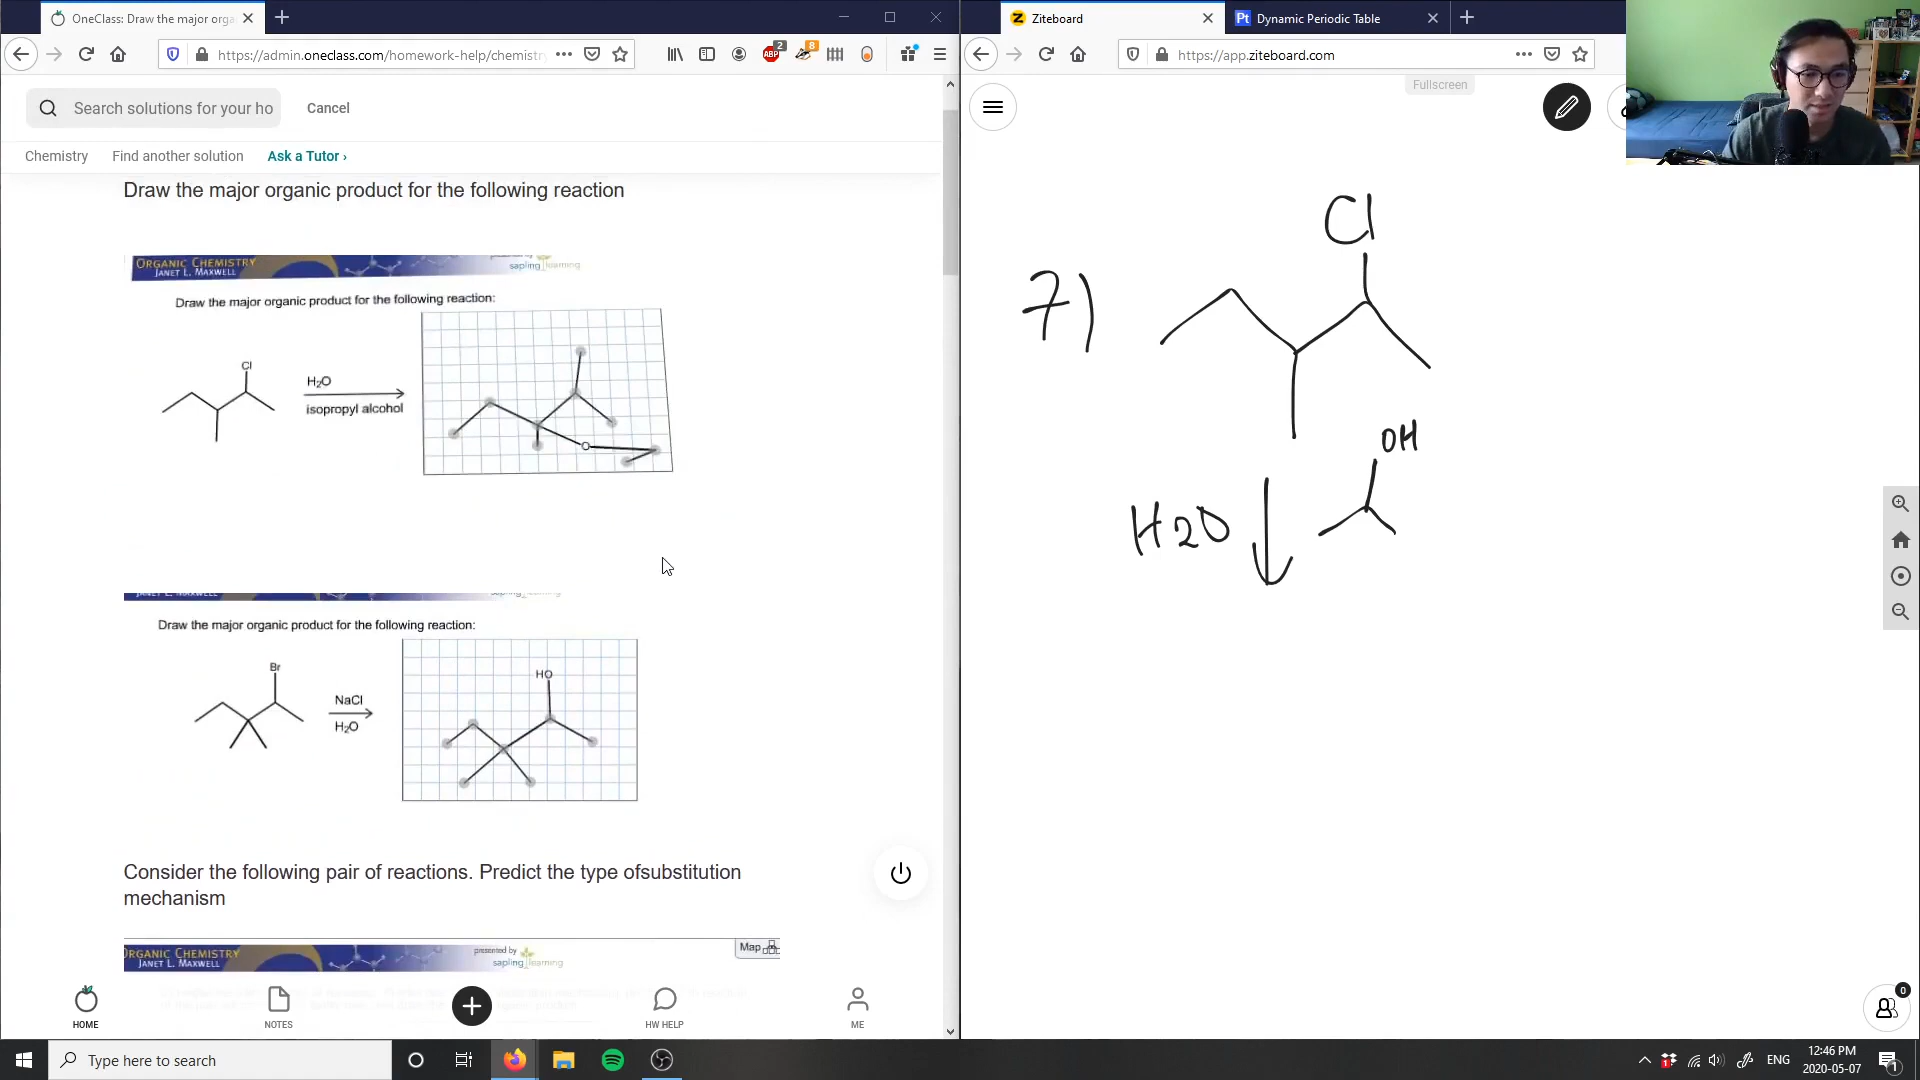 OneClass: Draw the major orga
Ziteboard
Dynamic Periodic Table
https://admin.oneclass.com/homework-help/chemistry
2
8
https://app.ziteboard.com
Fullscreen
Search solutions for your ho
Cancel
Chemistry
Find another solution
Ask a Tutor ›
Draw the major organic product for the following reaction
ORGANIC CHEMISTRY
JANET L. MAXWELL
sapling learning
Draw the major organic product for the following reaction:
Cl
H₂O
isopropyl alcohol
O
Draw the major organic product for the following reaction:
Br
NaCl
H₂O
HO
Consider the following pair of reactions. Predict the type ofsubstitution
mechanism
ORGANIC CHEMISTRY
JANET L. MAXWELL
presented by
sapling learning
Map
HOME
NOTES
HW HELP
ME
7)
Cl
OH
H2O
0
Type here to search
ENG
12:46 PM
2020-05-07
1